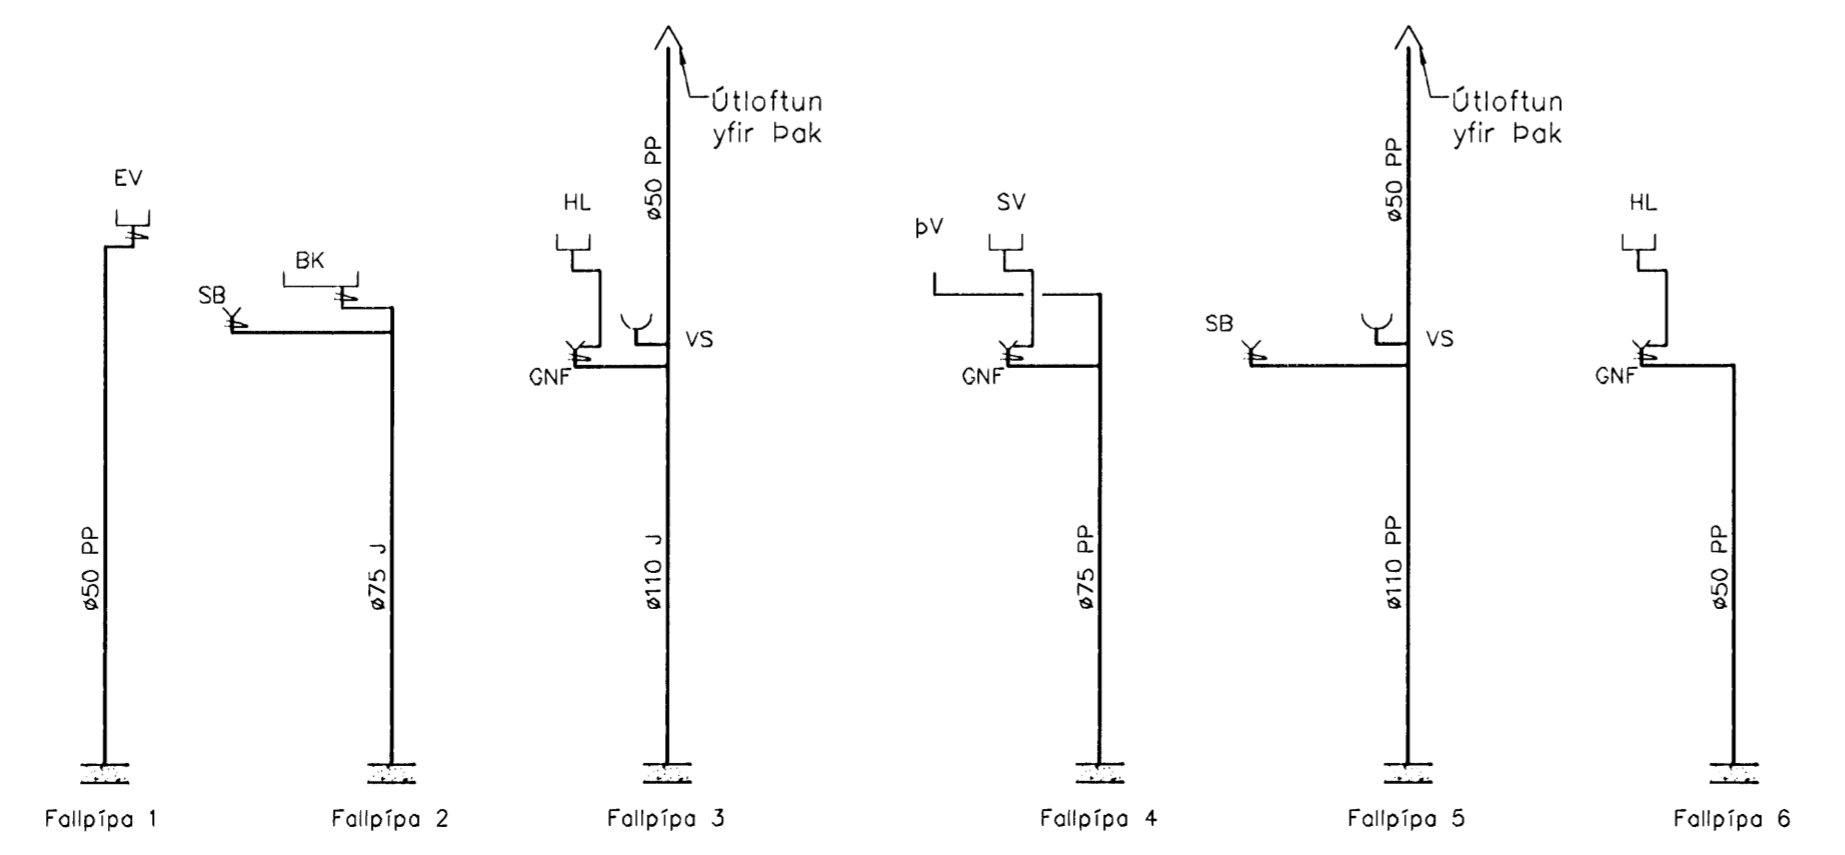 EV
ø50 PP
Fallpípa 1
BK
SB
ø75 J
Fallpípa 2
Útloftun
yfir Þak
ø50 PP
HL
VS
GNF
ø110 J
Fallpípa 3
SV
þV
GNF
ø75 PP
Fallpípa 4
Útloftun
yfir Þak
ø50 PP
SB
VS
ø110 PP
Fallpípa 5
HL
GNF
ø50 PP
Fallpípa 6